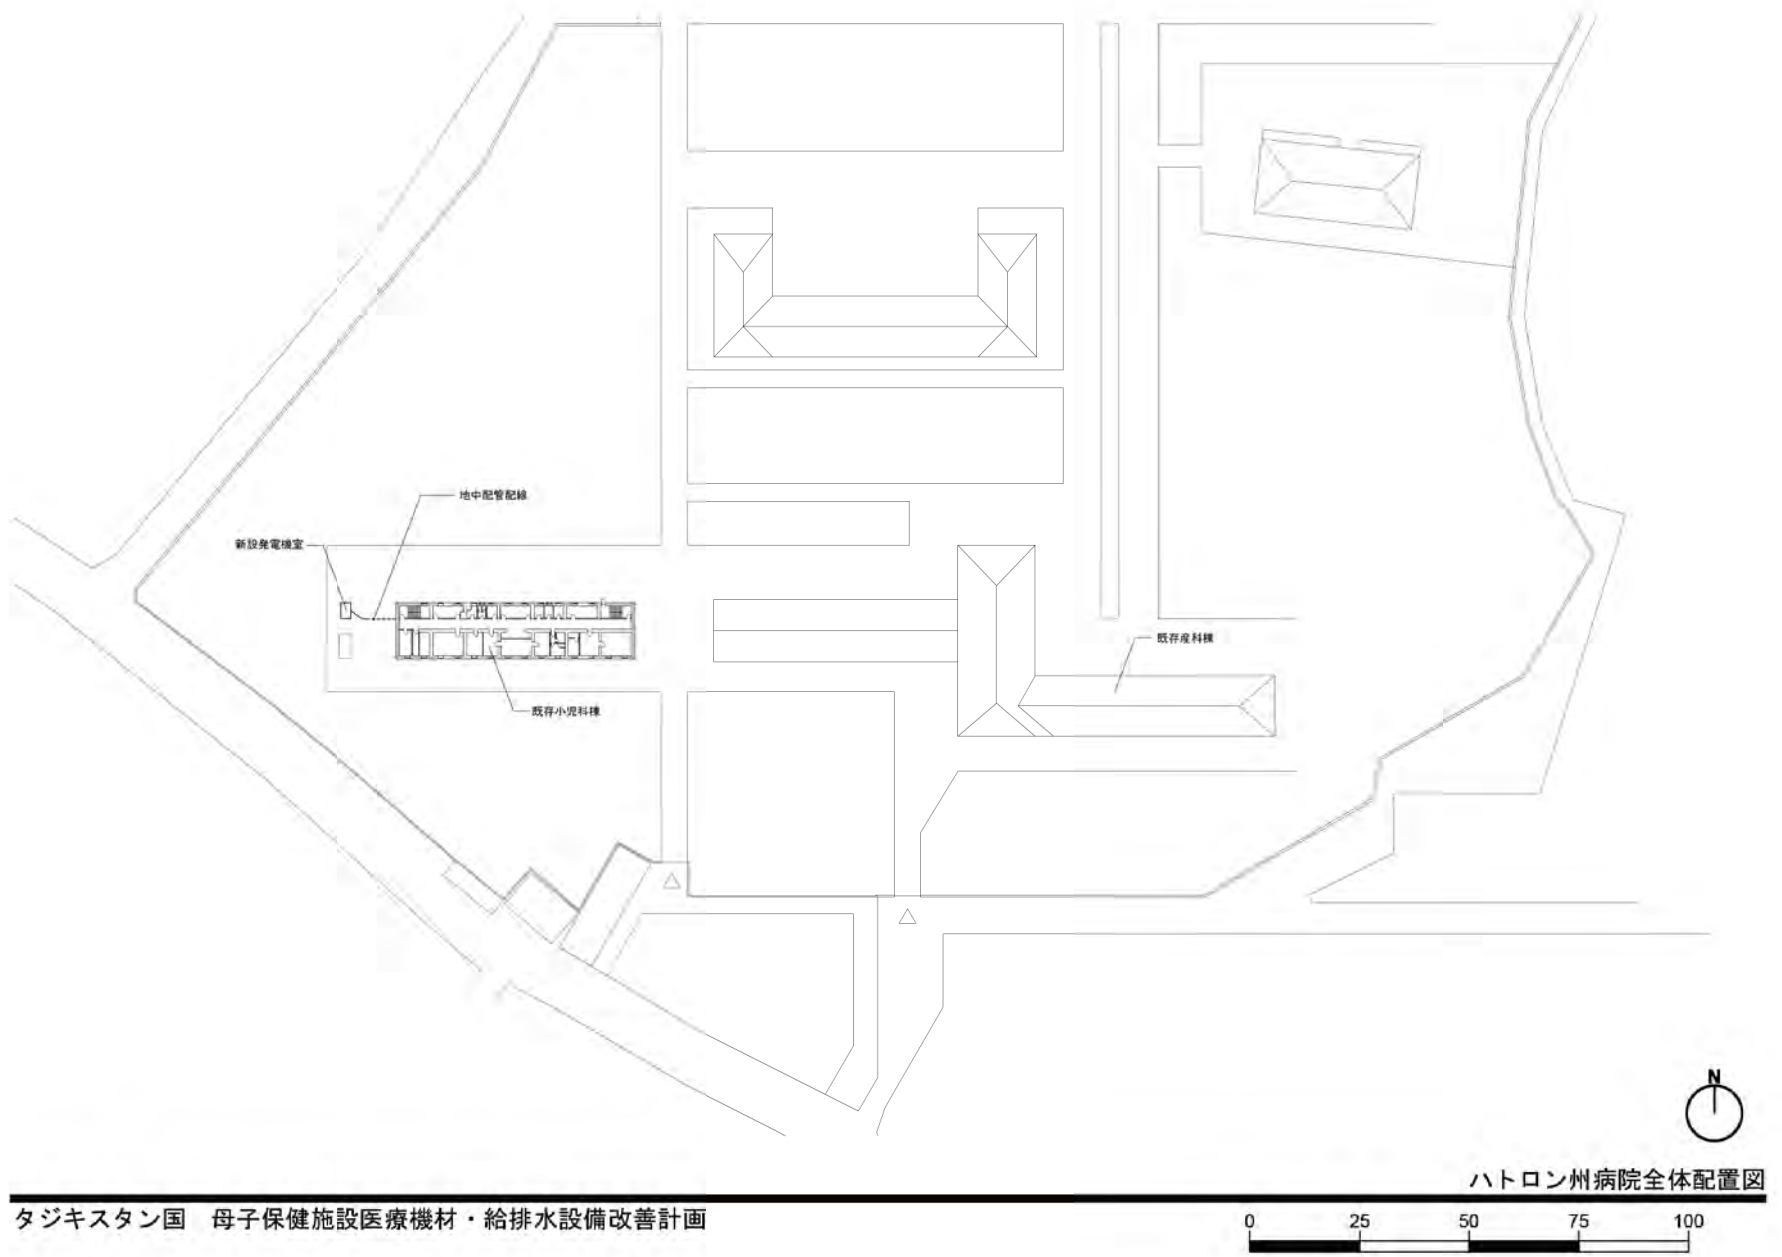 地中配管配線
新設発電機室
既存産科棟
既存小児科棟
N
ハトロン州病院全体配置図
タジキスタン国　母子保健施設医療機材・給排水設備改善計画
0 25 50 75 100